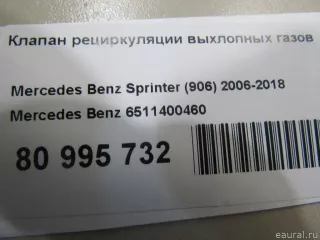 Клапан рециркуляции выхлопных газов
Mercedes Benz Sprinter (906) 2006-2018
Mercedes Benz 6511400460
80 995 732
© eaural.ru